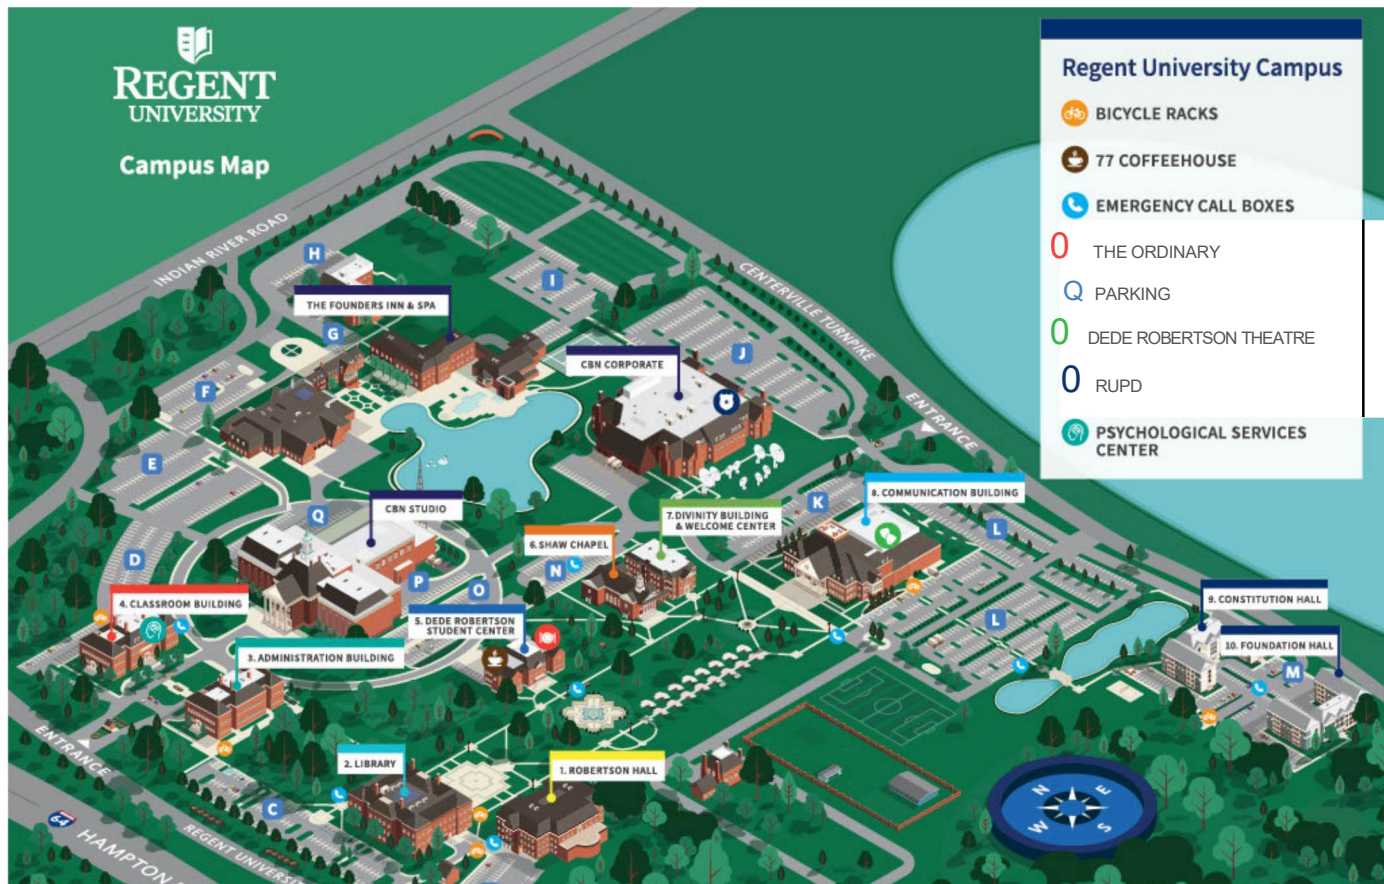 REGENT
UNIVERSITY
Campus Map
Regent University Campus
BICYCLE RACKS
77 COFFEEHOUSE
EMERGENCY CALL BOXES
0 THE ORDINARY
Q PARKING
0 DEDE ROBERTSON THEATRE
0 RUPD
PSYCHOLOGICAL SERVICES
CENTER
INDIAN RIVER ROAD
CENTERVILLE TURNPIKE
ENTRANCE
H
I
THE FOUNDERS INN & SPA
G
J
CBN CORPORATE
F
E
K
8. COMMUNICATION BUILDING
CBN STUDIO
Q
7. DIVINITY BUILDING
& WELCOME CENTER
L
6. SHAW CHAPEL
D
N
P
O
4. CLASSROOM BUILDING
5. DEDE ROBERTSON
STUDENT CENTER
9. CONSTITUTION HALL
L
10. FOUNDATION HALL
3. ADMINISTRATION BUILDING
M
ENTRANCE
2. LIBRARY
1. ROBERTSON HALL
C
64
HAMPTON
REGENT UNIVERSITY
N
E
W
S